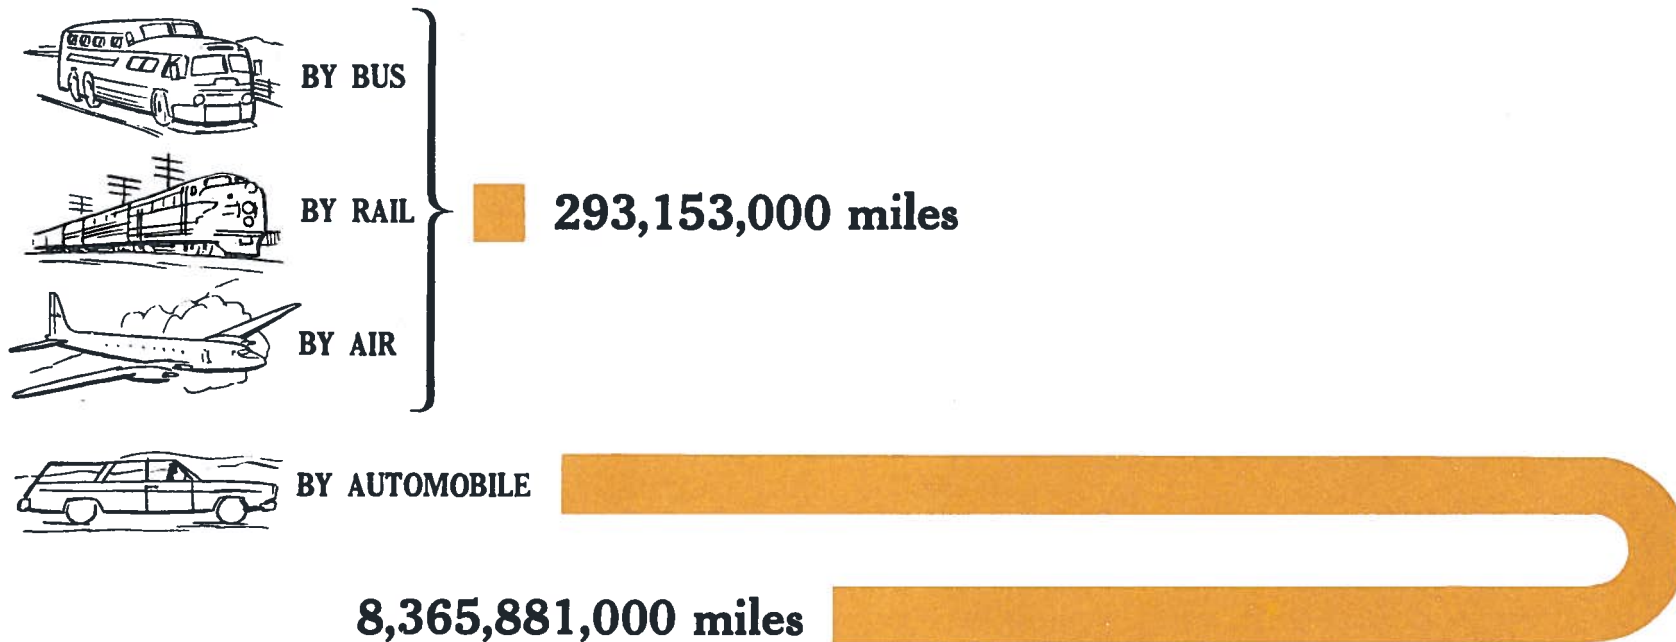 BY BUS
BY RAIL
293,153,000 miles
BY AIR
BY AUTOMOBILE
8,365,881,000 miles